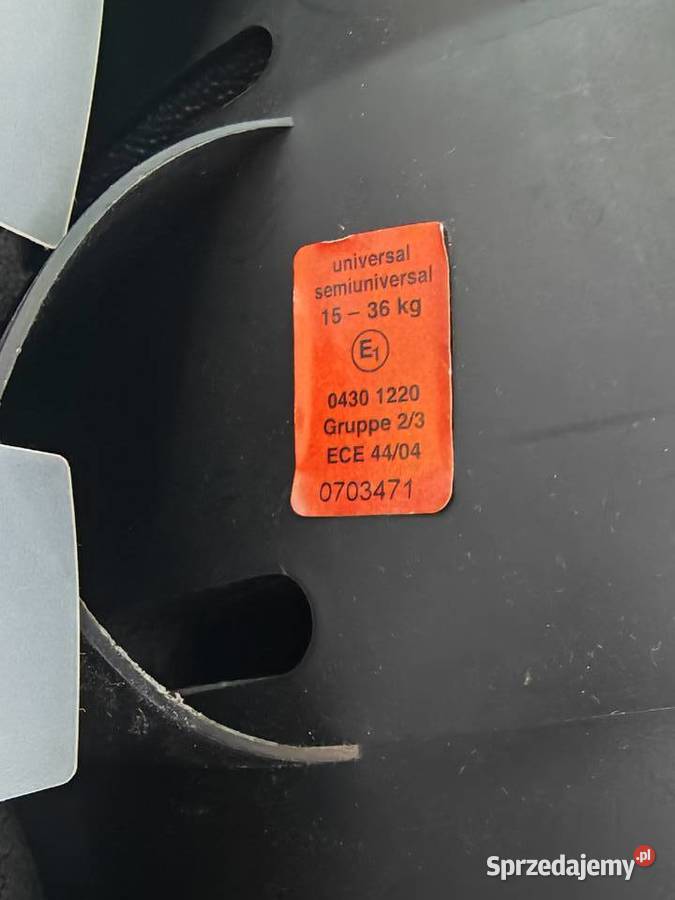 universal
semiuniversal
15 – 36 kg
E1
0430 1220
Gruppe 2/3
ECE 44/04
0703471
Sprzedajemy.pl